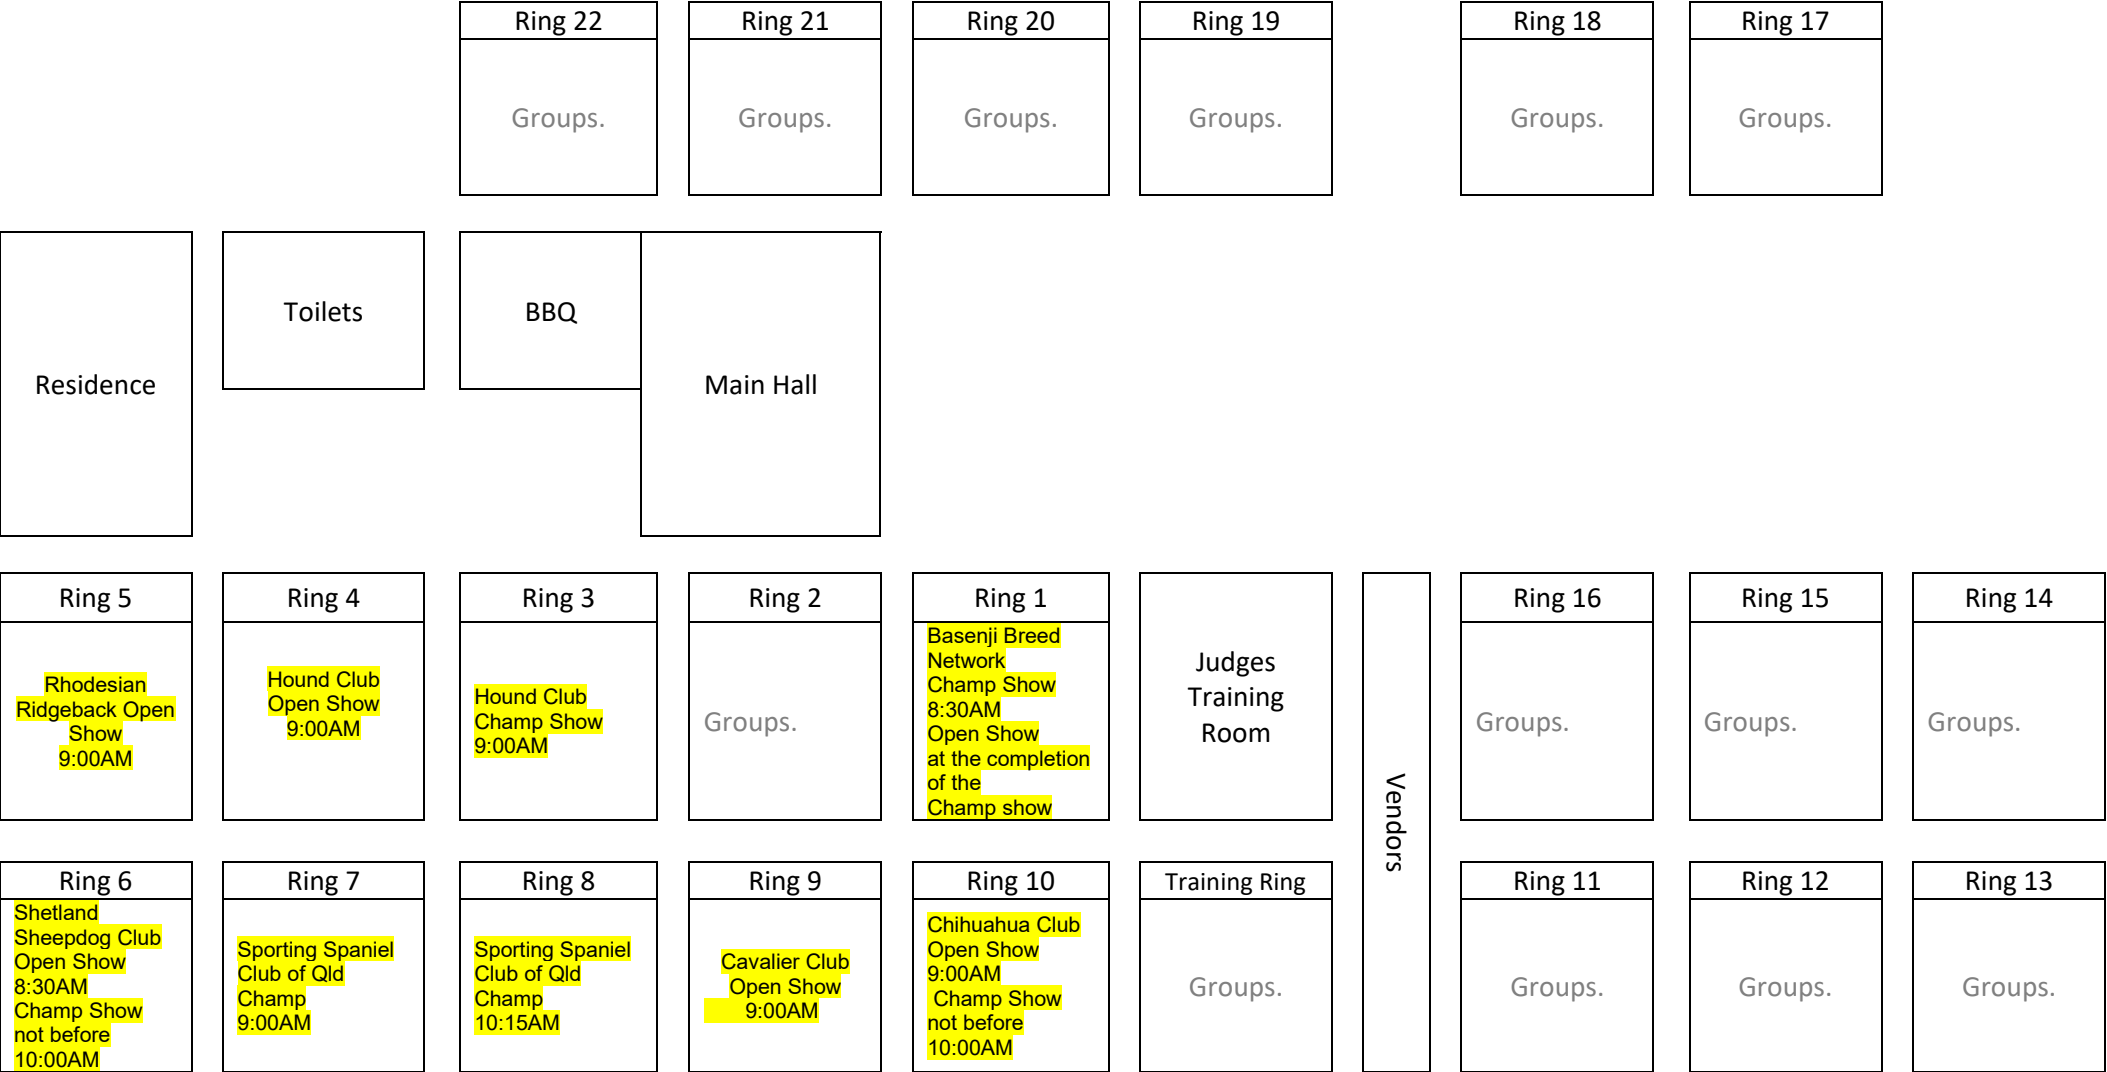 Ring 22
Ring 21
Ring 20
Ring 19
Ring 18
Ring 17
Groups.
Groups.
Groups.
Groups.
Groups.
Groups.
Residence
Toilets
BBQ
Main Hall
Ring 5
Rhodesian
Ridgeback Open
Show
9:00AM
Ring 4
Hound Club
Open Show
9:00AM
Ring 3
Hound Club
Champ Show
9:00AM
Ring 2
Groups.
Ring 1
Basenji Breed
Network
Champ Show
8:30AM
Open Show
at the completion
of the
Champ show
Judges
Training
Room
Vendors
Ring 16
Groups.
Ring 15
Groups.
Ring 14
Groups.
Ring 6
Shetland
Sheepdog Club
Open Show
8:30AM
Champ Show
not before
10:00AM
Ring 7
Sporting Spaniel
Club of Qld
Champ
9:00AM
Ring 8
Sporting Spaniel
Club of Qld
Champ
10:15AM
Ring 9
Cavalier Club
Open Show
9:00AM
Ring 10
Chihuahua Club
Open Show
9:00AM
Champ Show
not before
10:00AM
Training Ring
Groups.
Ring 11
Groups.
Ring 12
Groups.
Ring 13
Groups.